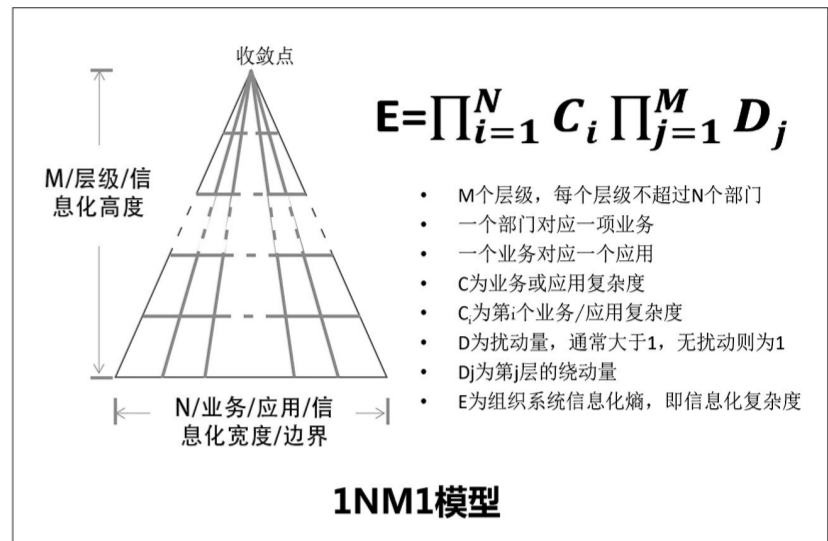 收敛点
M/层级/信
息化高度
N/业务/应用/信
息化宽度/边界
E=∏_{i=1}^{N} C_i ∏_{j=1}^{M} D_j
• M个层级，每个层级不超过N个部门
• 一个部门对应一项业务
• 一个业务对应一个应用
• C为业务或应用复杂度
• C_i为第i个业务/应用复杂度
• D为扰动量，通常大于1，无扰动则为1
• Dj为第j层的绕动量
• E为组织系统信息化熵，即信息化复杂度
1NM1模型